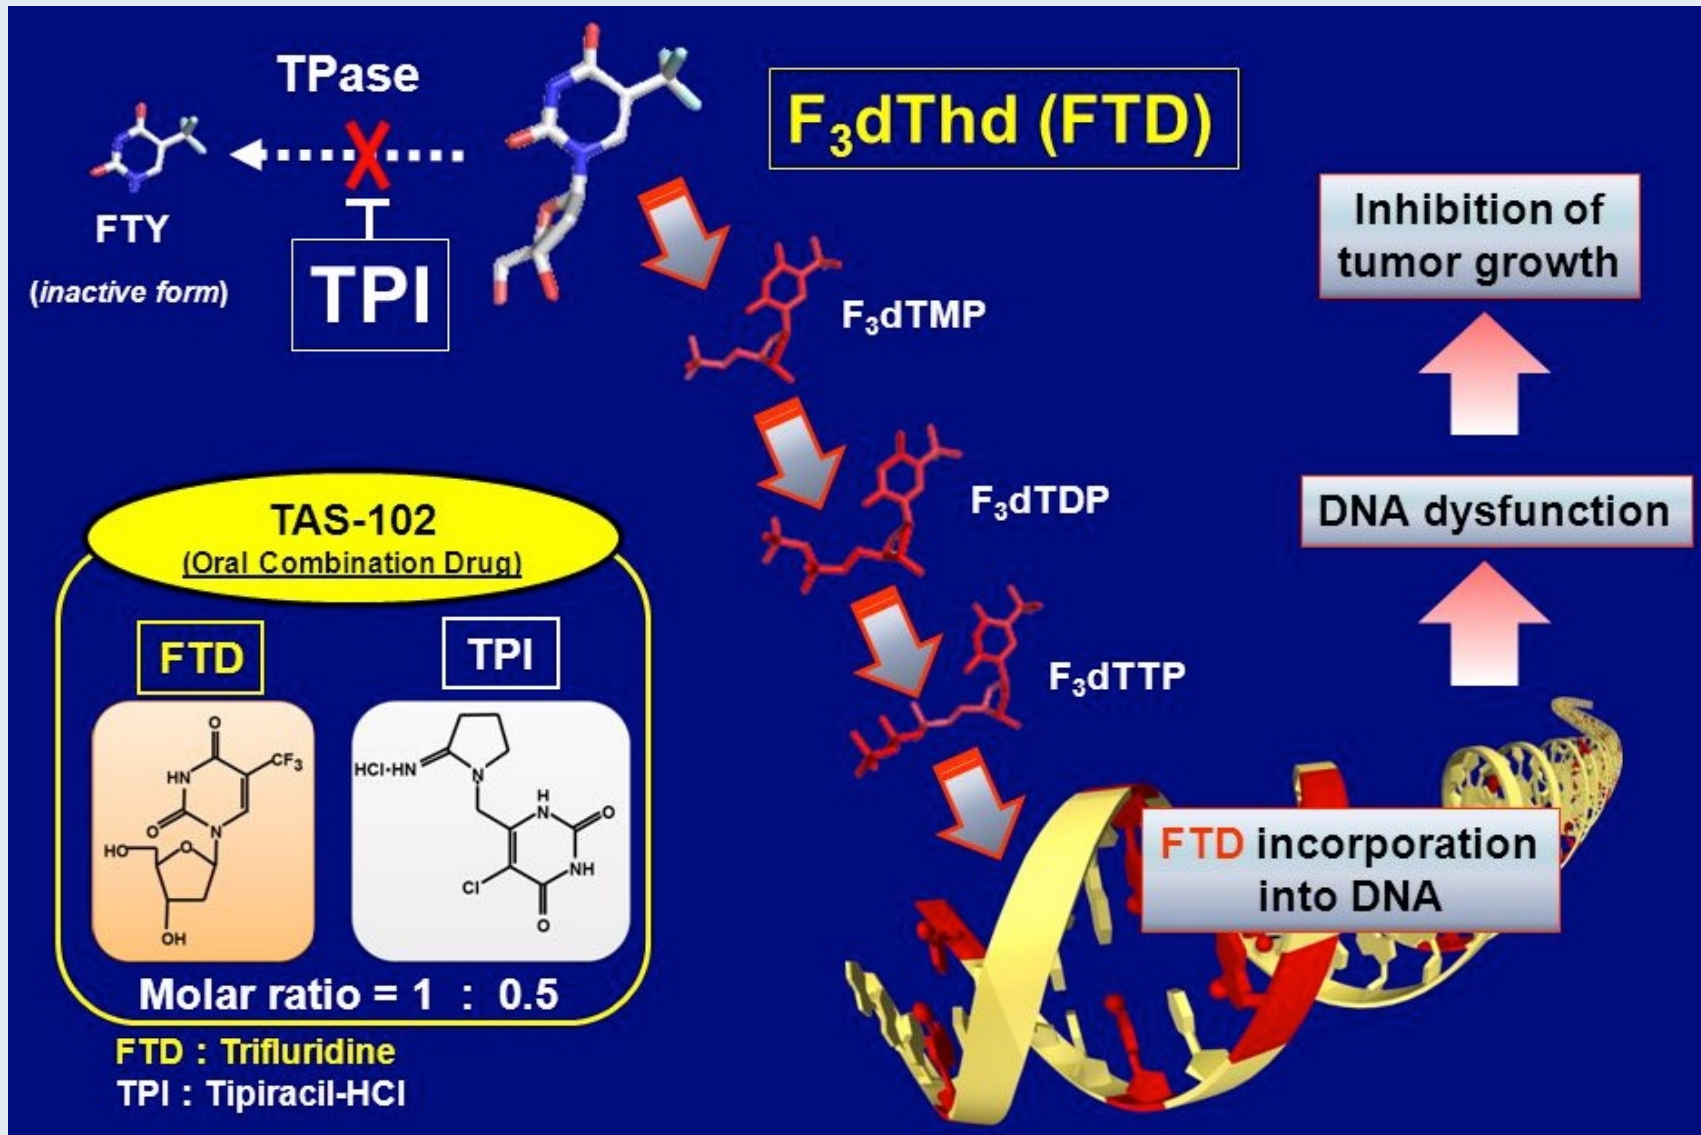 TPase
F₃dThd (FTD)
FTY
(inactive form)
TPI
F₃dTMP
F₃dTDP
F₃dTTP
FTD incorporation
into DNA
DNA dysfunction
Inhibition of
tumor growth
TAS-102
(Oral Combination Drug)
FTD
TPI
O
CF₃
HN
O
N
HO
O
OH
HCl·HN
N
H
N
O
NH
Cl
O
Molar ratio = 1 : 0.5
FTD : Trifluridine
TPI : Tipiracil-HCl